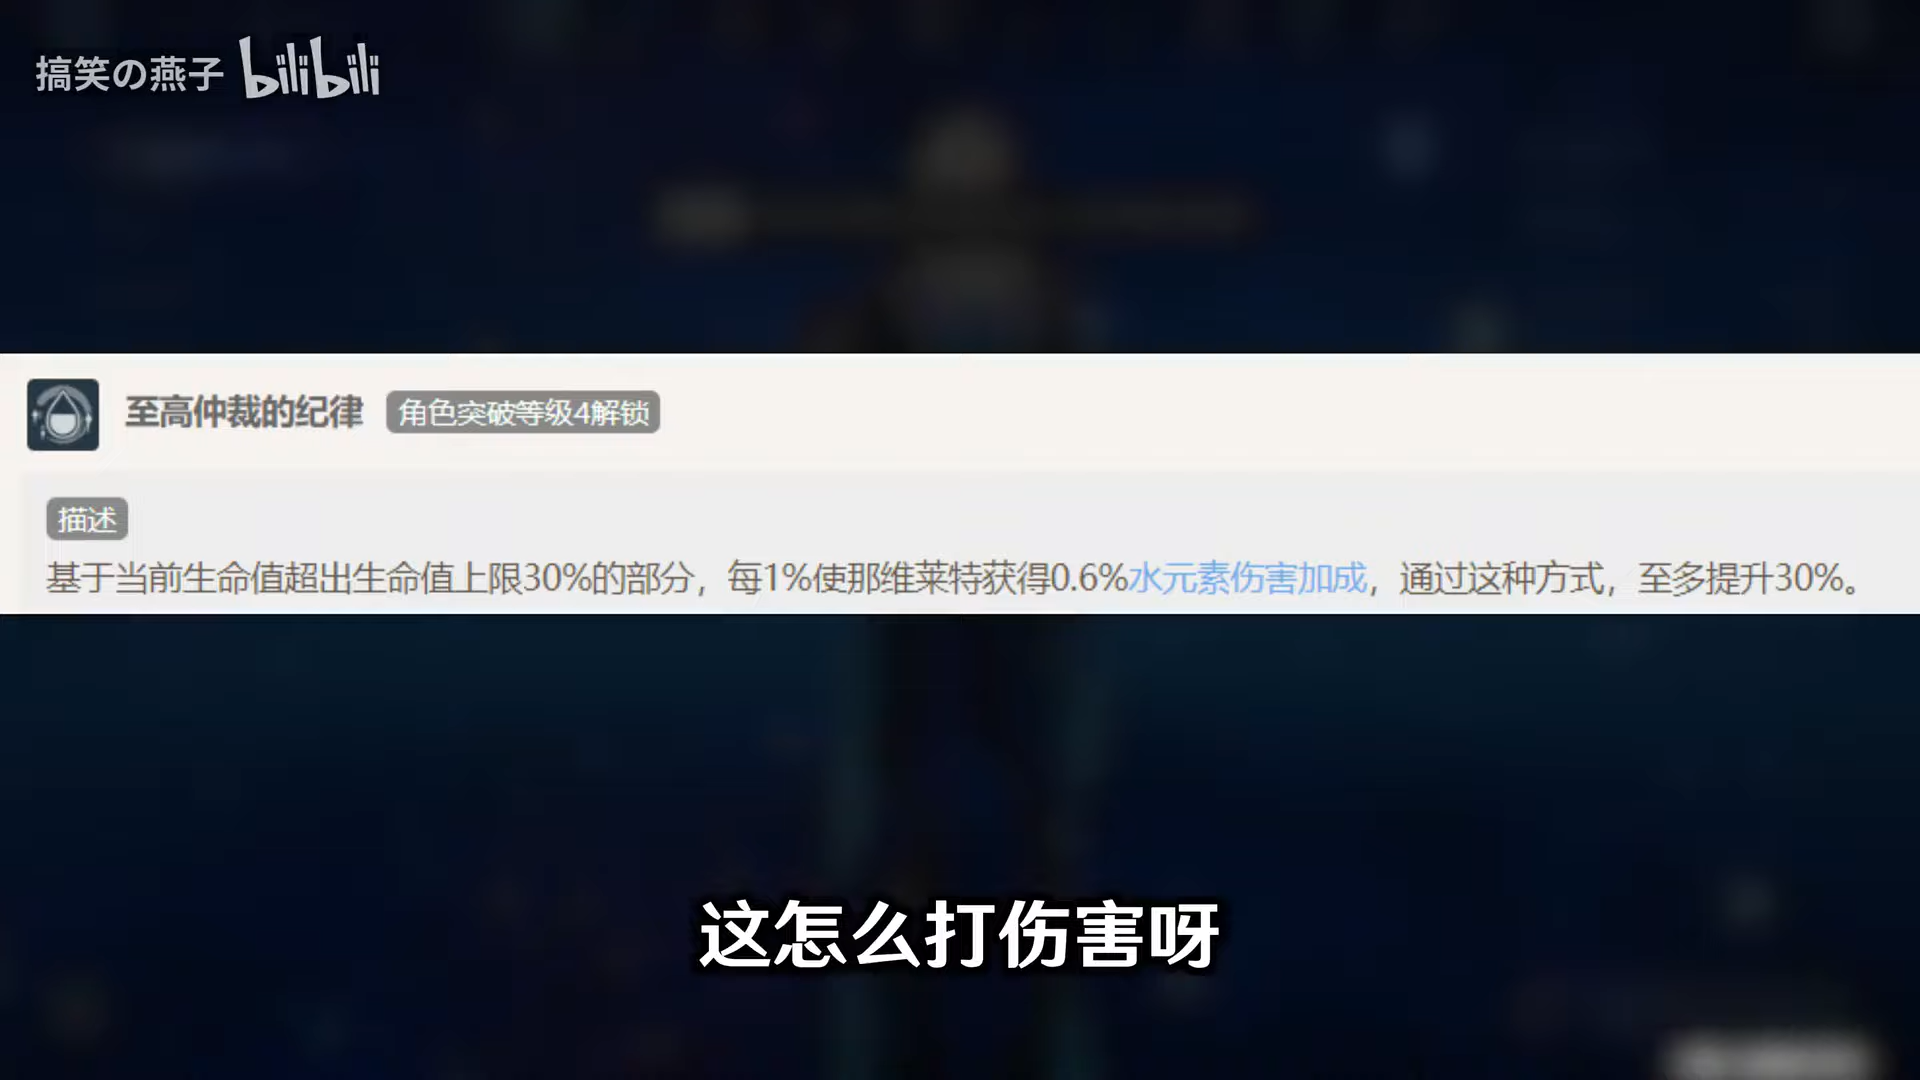 搞笑の燕子 bilibili
至高仲裁的纪律 角色突破等级4解锁
描述
基于当前生命值超出生命值上限30%的部分，每1%使那维莱特获得0.6%水元素伤害加成，通过这种方式，至多提升30%。
这怎么打伤害呀